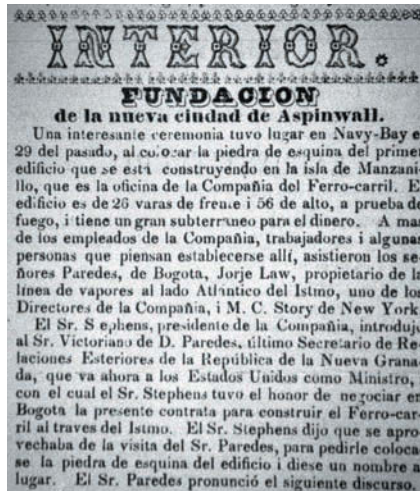 INTERIOR.
FUNDACION
de la nueva ciudad de Aspinwall.
Una interesante ceremonia tuvo lugar en Navy-Bay e
29 del pasado, al colocar la piedra de esquina del prime
edificio que se está construyendo en la isla de Manzani-
llo, que es la oficina de la Compañia del Ferro-carril. E
edificio es de 26 varas de frente i 56 de alto, a prueba de
fuego, i tiene un gran subterraneo para el dinero. A mas
de los empleados de la Compañia, trabajadores i alguna
personas que piensan establecerse allí, asistieron los se-
ñores Paredes, de Bogota, Jorje Law, propietario de la
línea de vapores al lado Atlántico del Istmo, uno de lo
Directores de la Compañia, i M. C. Story de New York
El Sr. S ephens, presidente de la Compañia, introduj
al Sr. Victoriano de D. Paredes, último Secretario de Re-
laciones Esteriores de la República de la Nueva Grana-
da, que va ahora a los Estados Unidos como Ministro,
con el cual el Sr. Stephens tuvo el honor de negociar en
Bogota la presente contrata para construir el Ferro-car-
ril al traves del Istmo. El Sr. Stephens dijo que se apro-
vechaba de la visita del Sr. Paredes, para pedirle coloca
se la piedra de esquina del edificio i diese un nombre a
lugar. El Sr. Paredes pronunció el siguiente discurso.